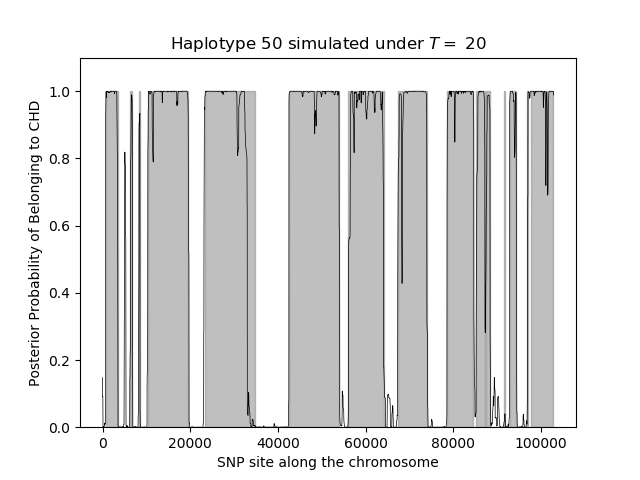 Haplotype 50 simulated under T = 20
Posterior Probability of Belonging to CHD
1.0
0.8
0.6
0.4
0.2
0.0
0 20000 40000 60000 80000 100000
SNP site along the chromosome